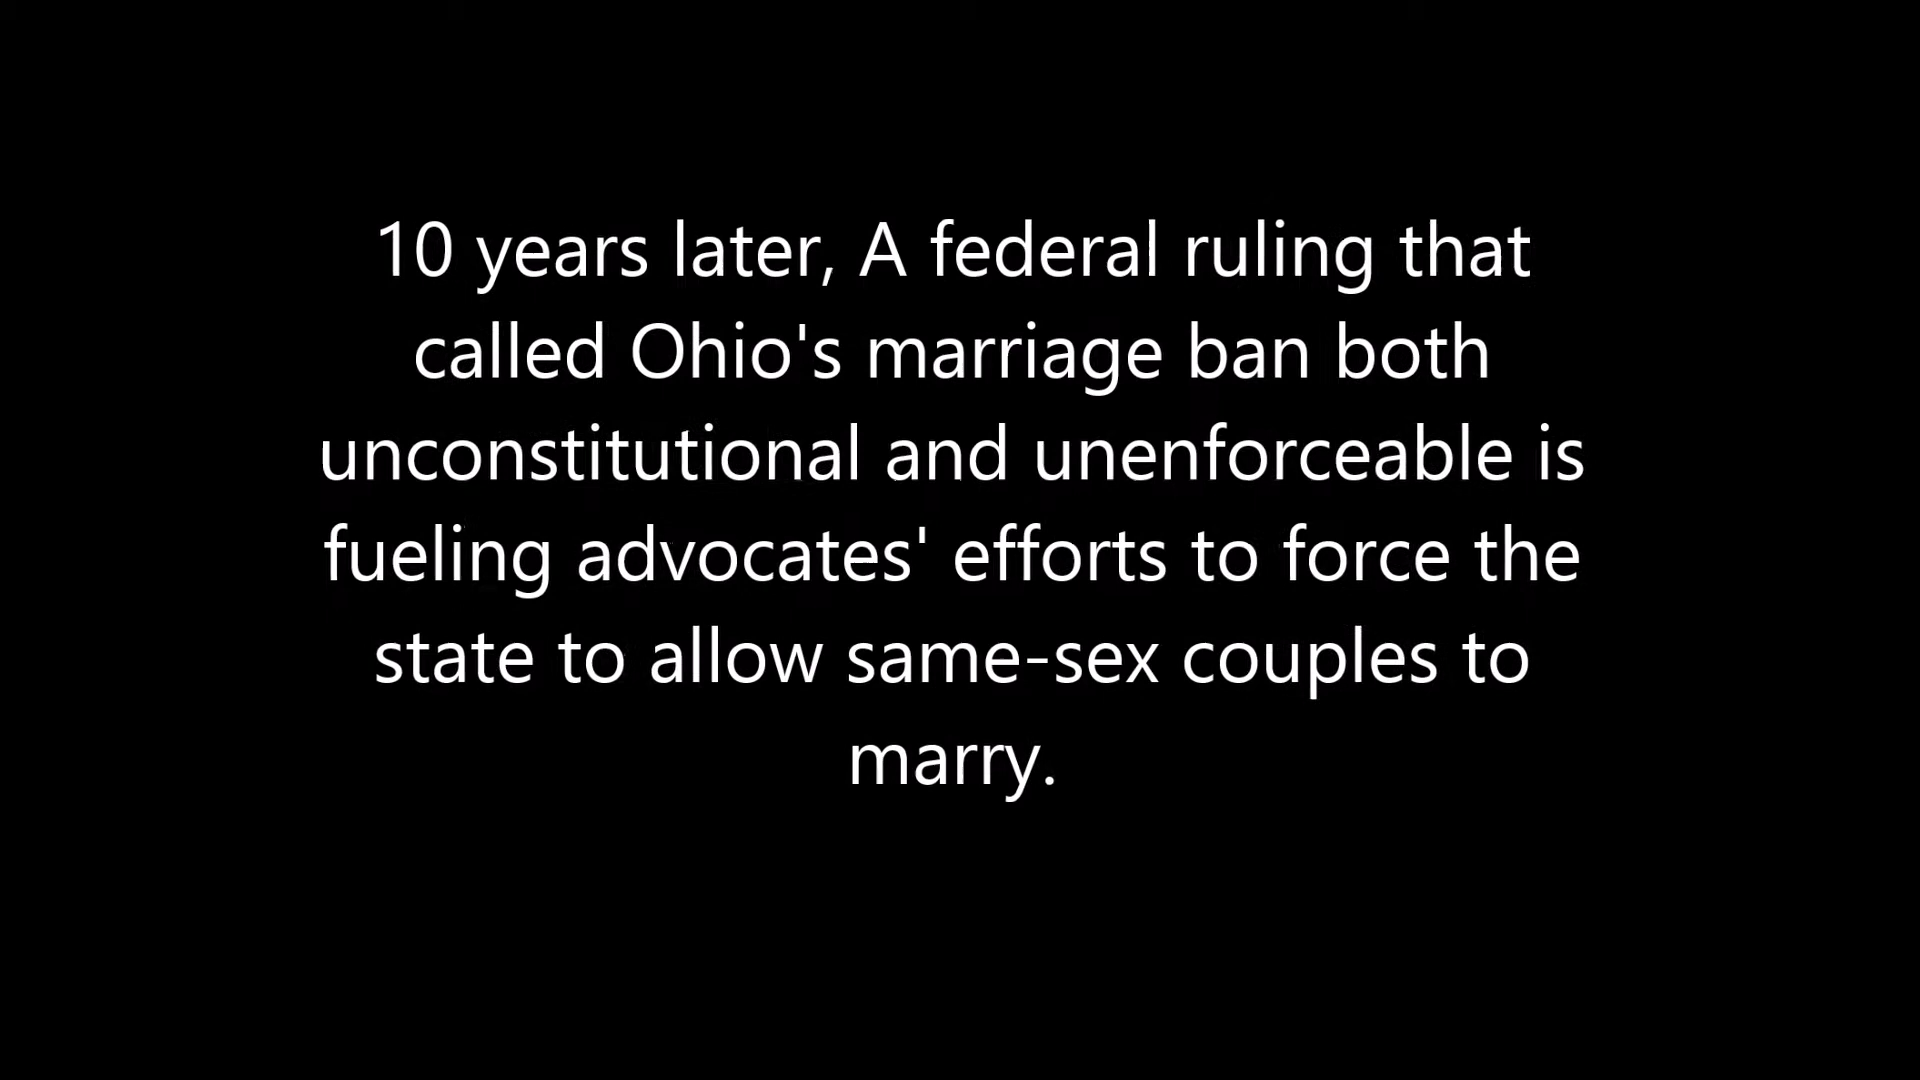 10 years later, A federal ruling that
called Ohio's marriage ban both
unconstitutional and unenforceable is
fueling advocates' efforts to force the
state to allow same-sex couples to
marry.